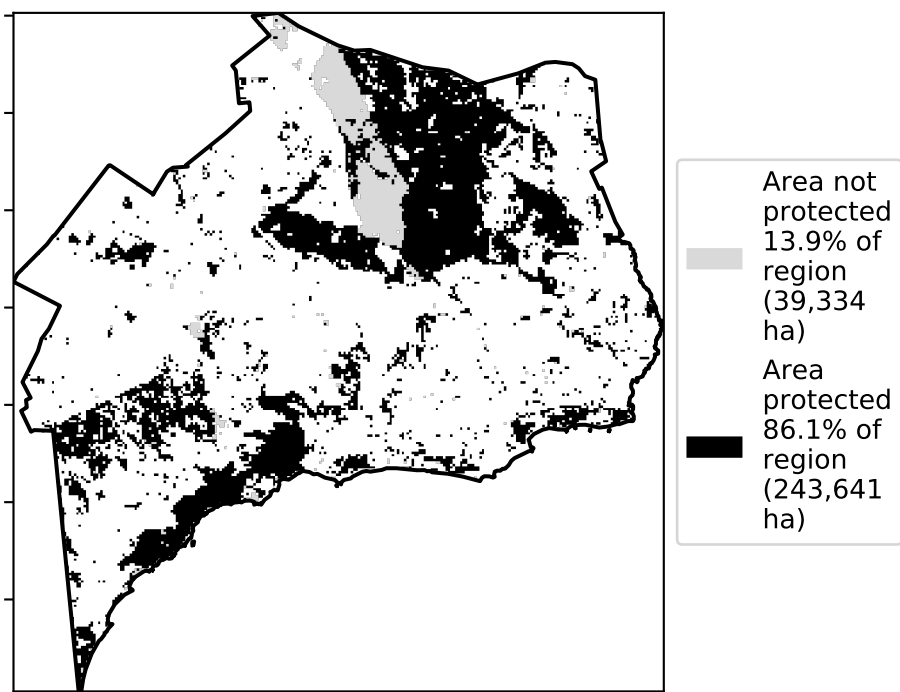 Area not
protected
13.9% of
region
(39,334
ha)
Area
protected
86.1% of
region
(243,641
ha)